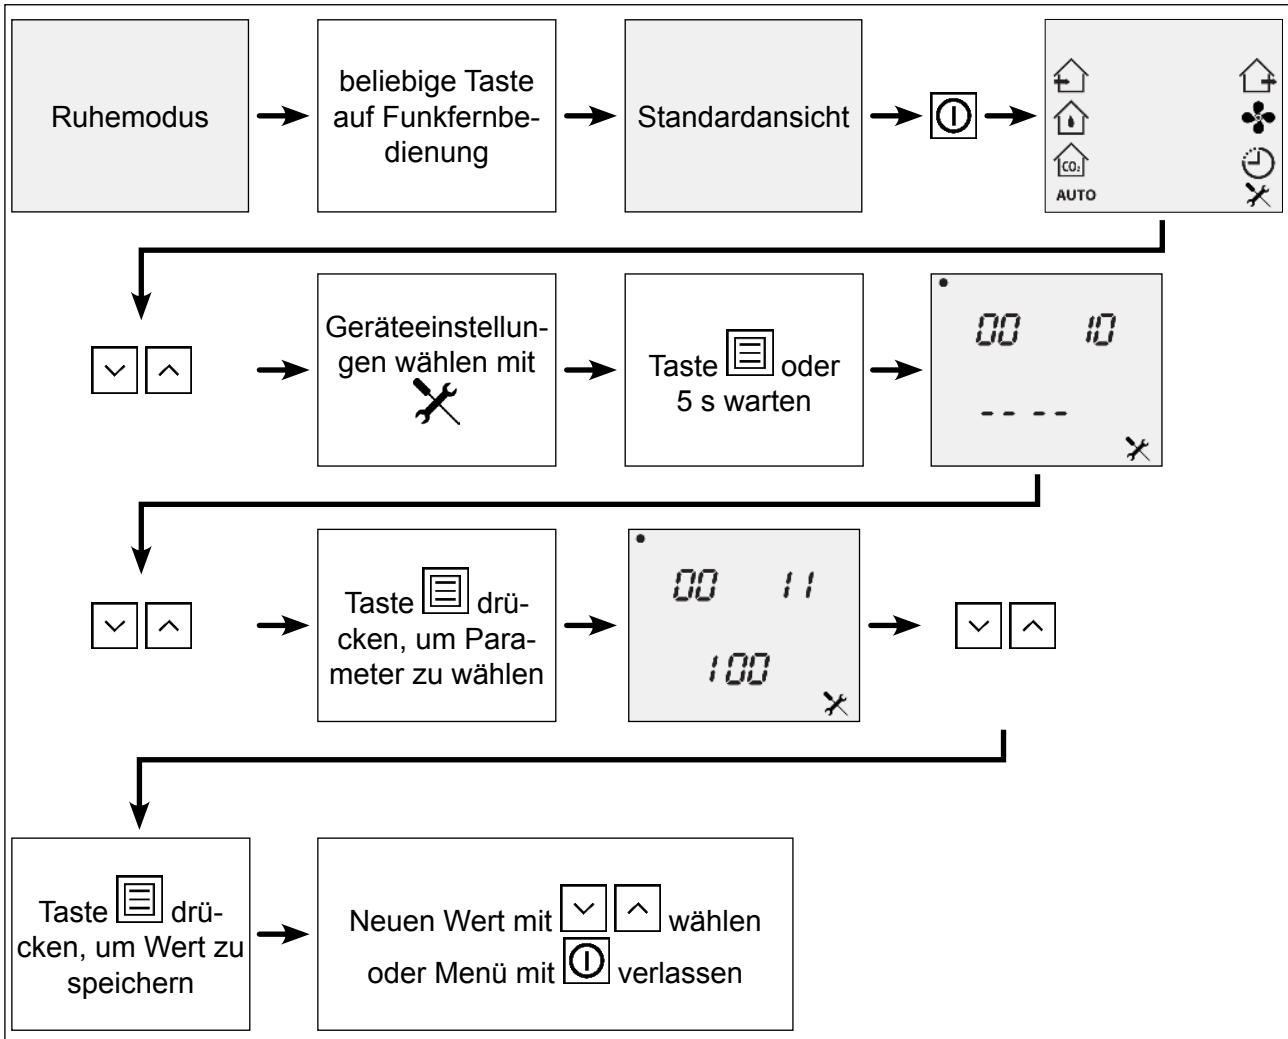 Ruhemodus
beliebige Taste
auf Funkfernbe-
dienung
Standardansicht
CO₂
AUTO
Geräteeinstellun-
gen wählen mit
Taste oder
5 s warten
00 10
- - - -
Taste drü-
cken, um Para-
meter zu wählen
00 11
100
Taste drü-
cken, um Wert zu
speichern
Neuen Wert mit wählen
oder Menü mit verlassen